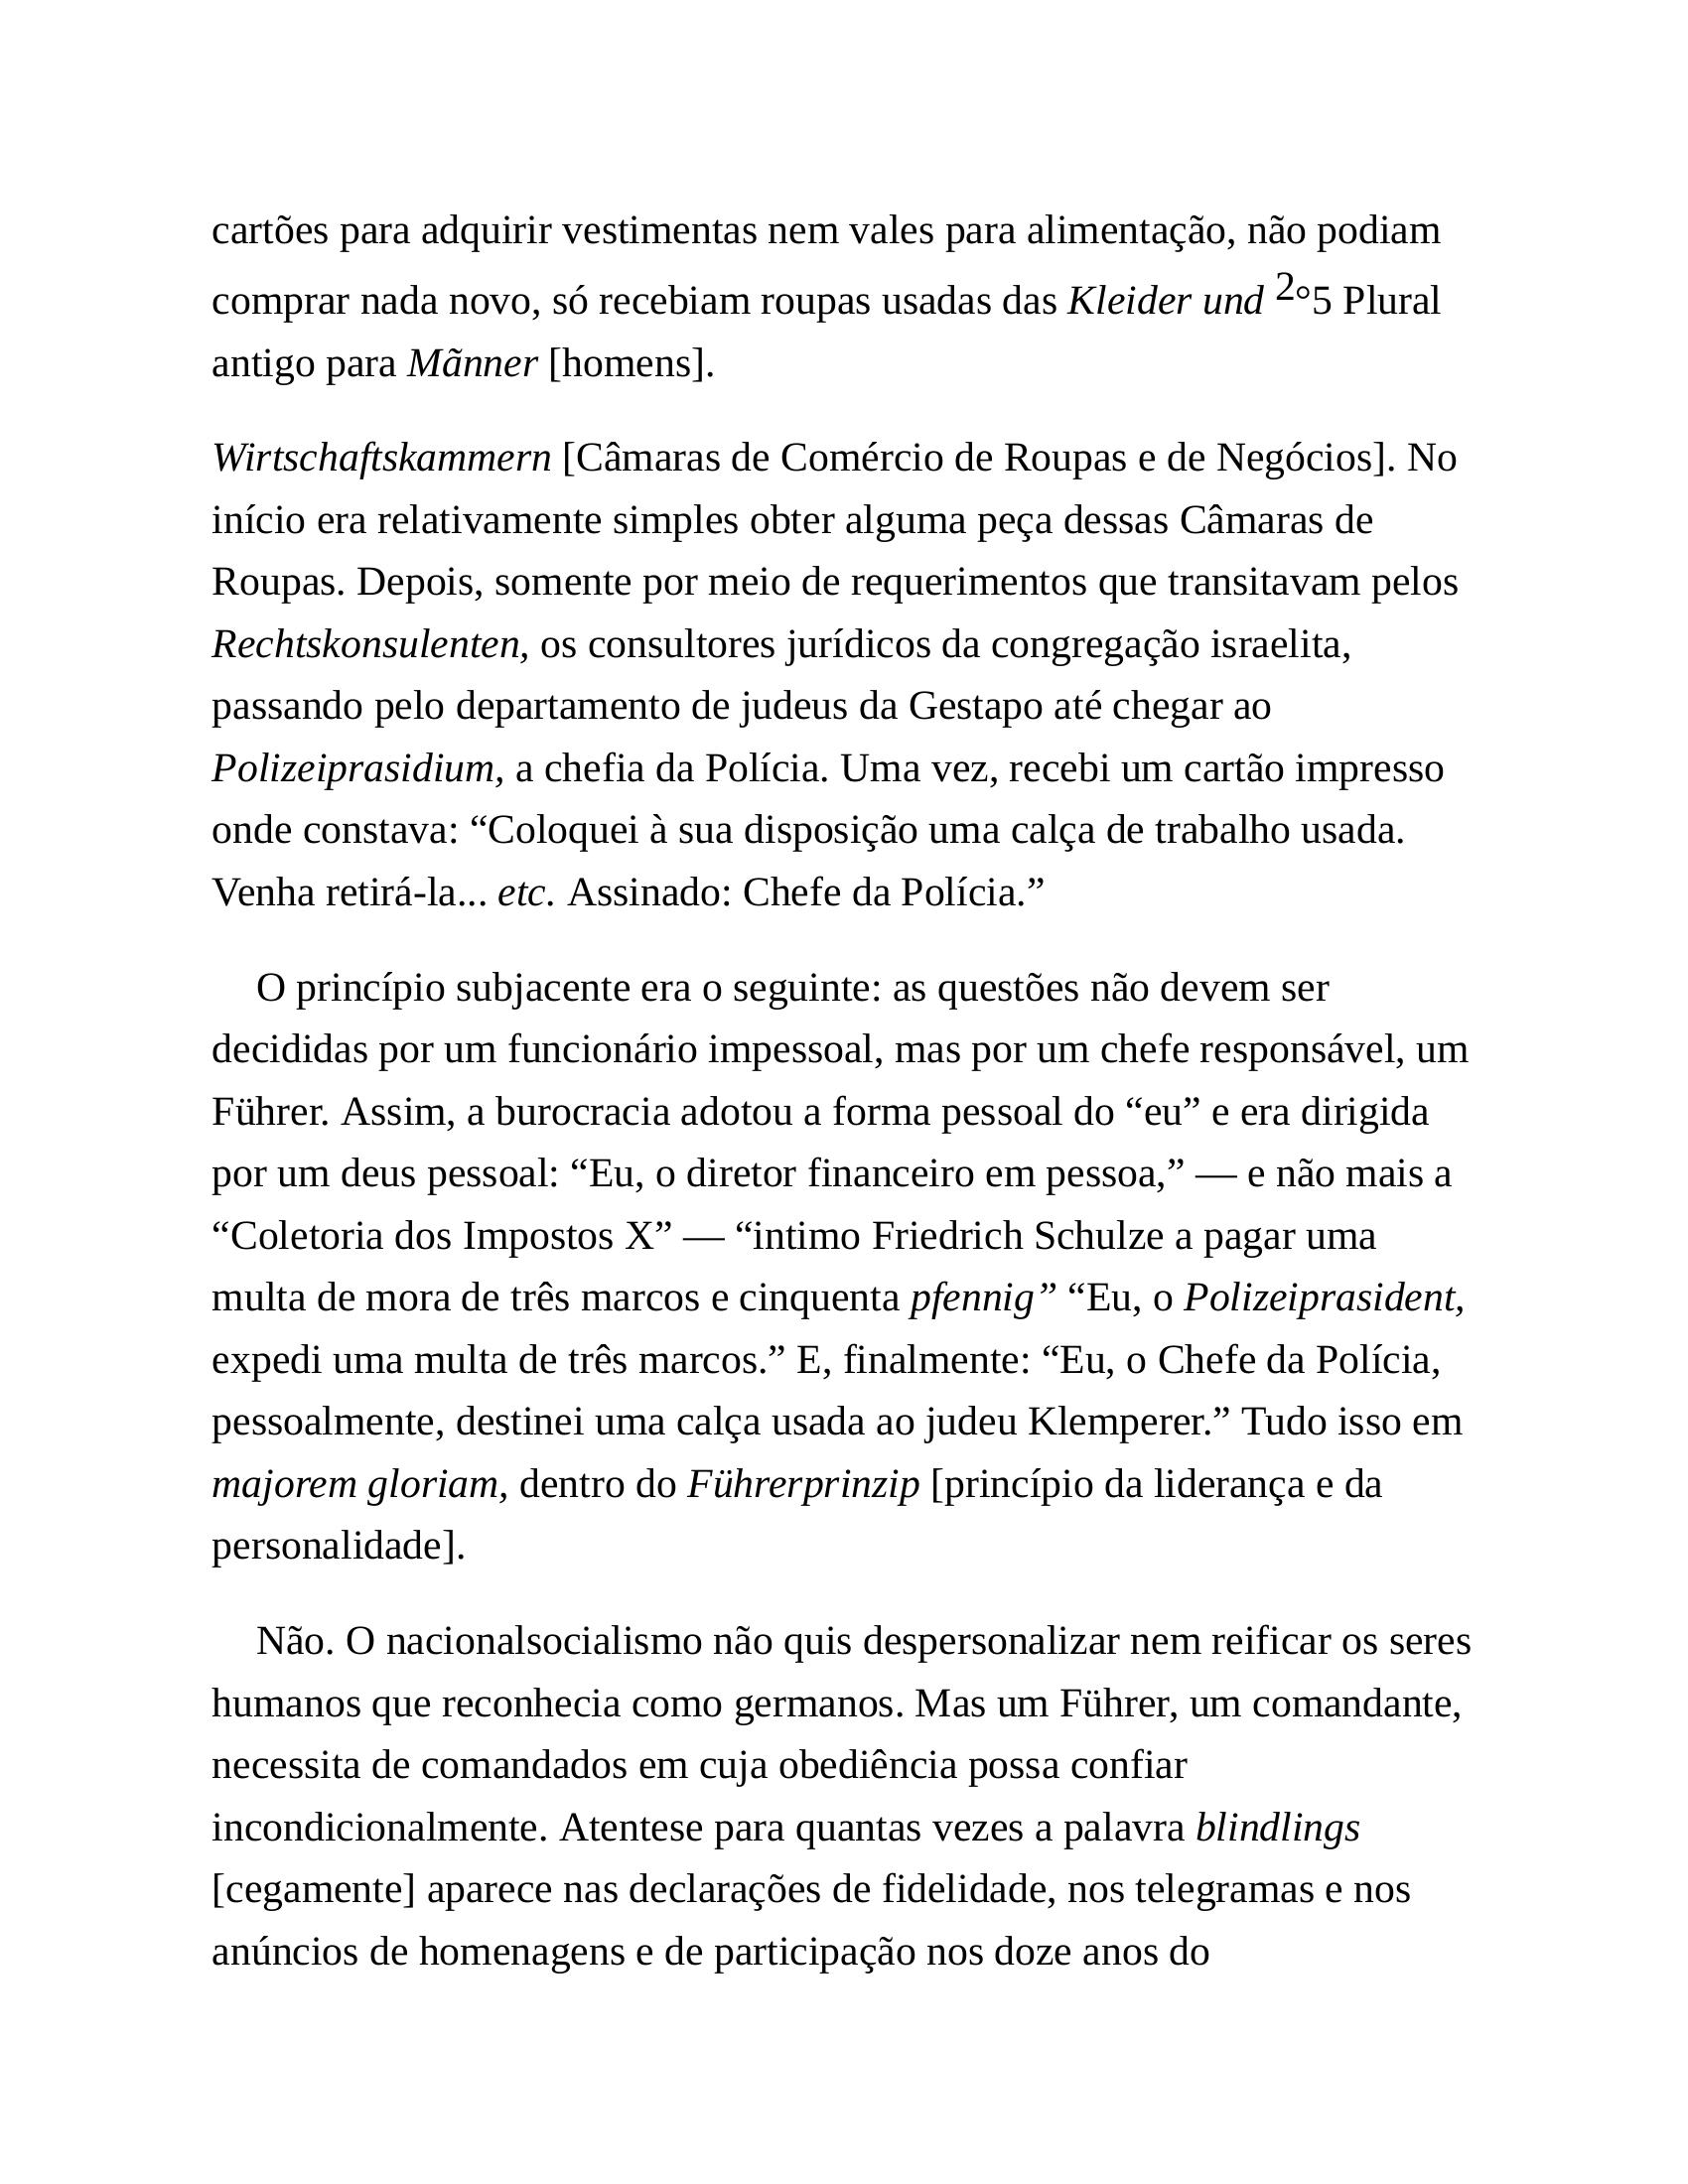 cartões para adquirir vestimentas nem vales para alimentação, não podiam
comprar nada novo, só recebiam roupas usadas das Kleider und 2°5 Plural
antigo para Mãnner [homens].
Wirtschaftskammern [Câmaras de Comércio de Roupas e de Negócios]. No
início era relativamente simples obter alguma peça dessas Câmaras de
Roupas. Depois, somente por meio de requerimentos que transitavam pelos
Rechtskonsulenten, os consultores jurídicos da congregação israelita,
passando pelo departamento de judeus da Gestapo até chegar ao
Polizeiprasidium, a chefia da Polícia. Uma vez, recebi um cartão impresso
onde constava: “Coloquei à sua disposição uma calça de trabalho usada.
Venha retirá-la... etc. Assinado: Chefe da Polícia.”
O princípio subjacente era o seguinte: as questões não devem ser
decididas por um funcionário impessoal, mas por um chefe responsável, um
Führer. Assim, a burocracia adotou a forma pessoal do “eu” e era dirigida
por um deus pessoal: “Eu, o diretor financeiro em pessoa,” — e não mais a
“Coletoria dos Impostos X” — “intimo Friedrich Schulze a pagar uma
multa de mora de três marcos e cinquenta pfennig” “Eu, o Polizeiprasident,
expedi uma multa de três marcos.” E, finalmente: “Eu, o Chefe da Polícia,
pessoalmente, destinei uma calça usada ao judeu Klemperer.” Tudo isso em
majorem gloriam, dentro do Führerprinzip [princípio da liderança e da
personalidade].
Não. O nacionalsocialismo não quis despersonalizar nem reificar os seres
humanos que reconhecia como germanos. Mas um Führer, um comandante,
necessita de comandados em cuja obediência possa confiar
incondicionalmente. Atentese para quantas vezes a palavra blindlings
[cegamente] aparece nas declarações de fidelidade, nos telegramas e nos
anúncios de homenagens e de participação nos doze anos do